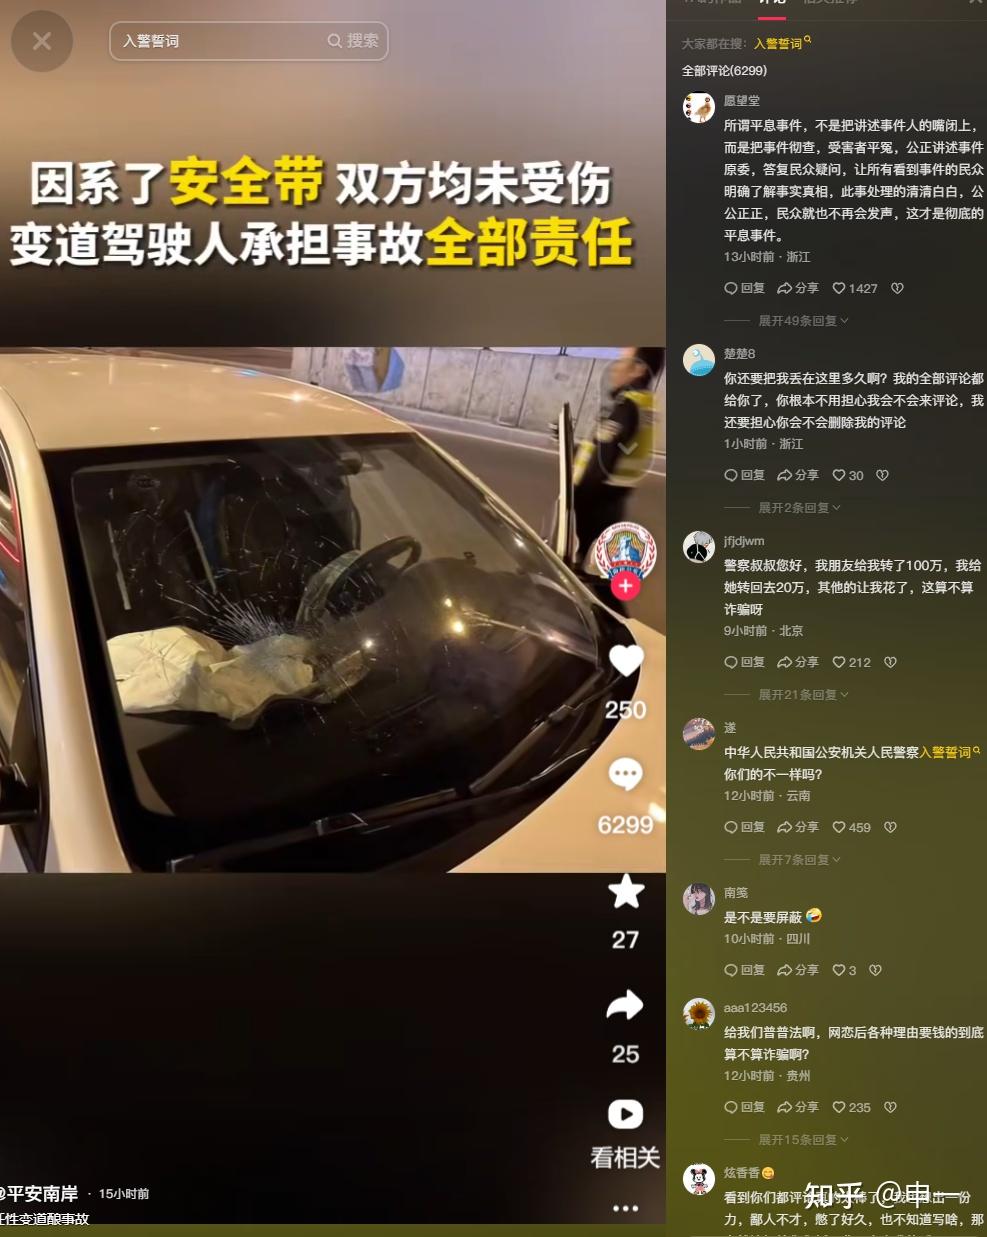 入警誓词
搜索
因系了安全带 双方均未受伤
变道驾驶人承担事故全部责任
250
6299
27
25
看相关
@平安南岸 · 15小时前
任性变道酿事故
评论
大家都在搜：入警誓词
全部评论(6299)
愿望堂
所谓平息事件，不是把讲述事件人的嘴闭上，
而是把事件彻查，受害者平冤，公正讲述事件
原委，答复民众疑问，让所有看到事件的民众
明确了解事实真相，此事处理的清清白白，公
公正正，民众就也不再会发声，这才是彻底的
平息事件。
13小时前 · 浙江
回复 分享 1427
展开49条回复
楚楚8
你还要把我丢在这里多久啊？我的全部评论都
给你了，你根本不用担心我会不会来评论，我
还要担心你会不会删除我的评论
1小时前 · 浙江
回复 分享 30
展开2条回复
jfjdjwm
警察叔叔您好，我朋友给我转了100万，我给
她转回去20万，其他的让我花了，这算不算
诈骗呀
9小时前 · 北京
回复 分享 212
展开21条回复
遂
中华人民共和国公安机关人民警察入警誓词
你们的不一样吗？
12小时前 · 云南
回复 分享 459
展开7条回复
南笺
是不是要屏蔽🤣
10小时前 · 四川
回复 分享 3
aaa123456
给我们普普法啊，网恋后各种理由要钱的到底
算不算诈骗啊？
12小时前 · 贵州
回复 分享 235
展开15条回复
炫香香😋
看到你们都评论
出一份
力，鄙人不才，憋了好久，也不知道写啥，那
知乎 @申一